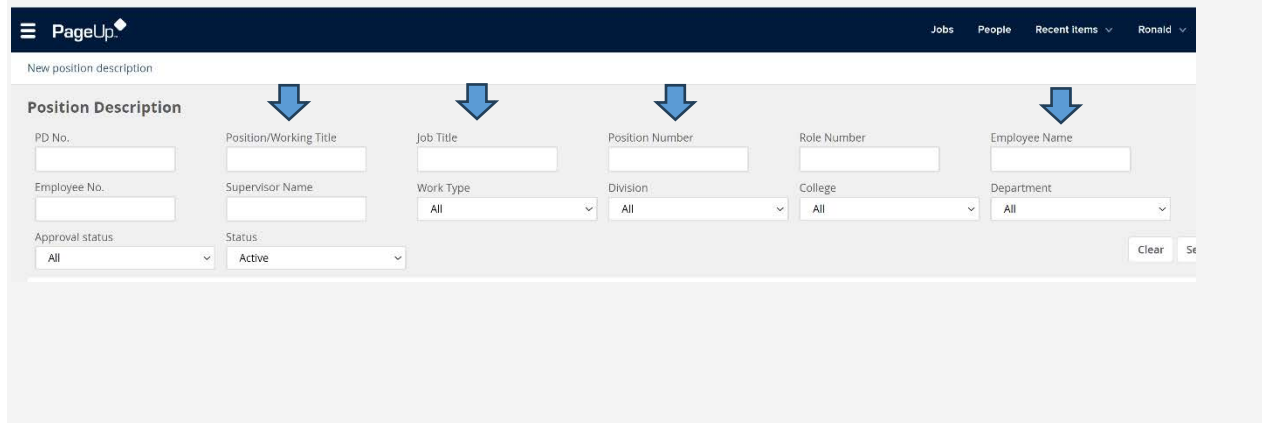 PageUp. Jobs People Recent items Ronald
New position description
Position Description
PD No. Position/Working Title Job Title Position Number Role Number Employee Name
Employee No. Supervisor Name Work Type Division College Department
All All All All
Approval status Status
All Active Clear Se